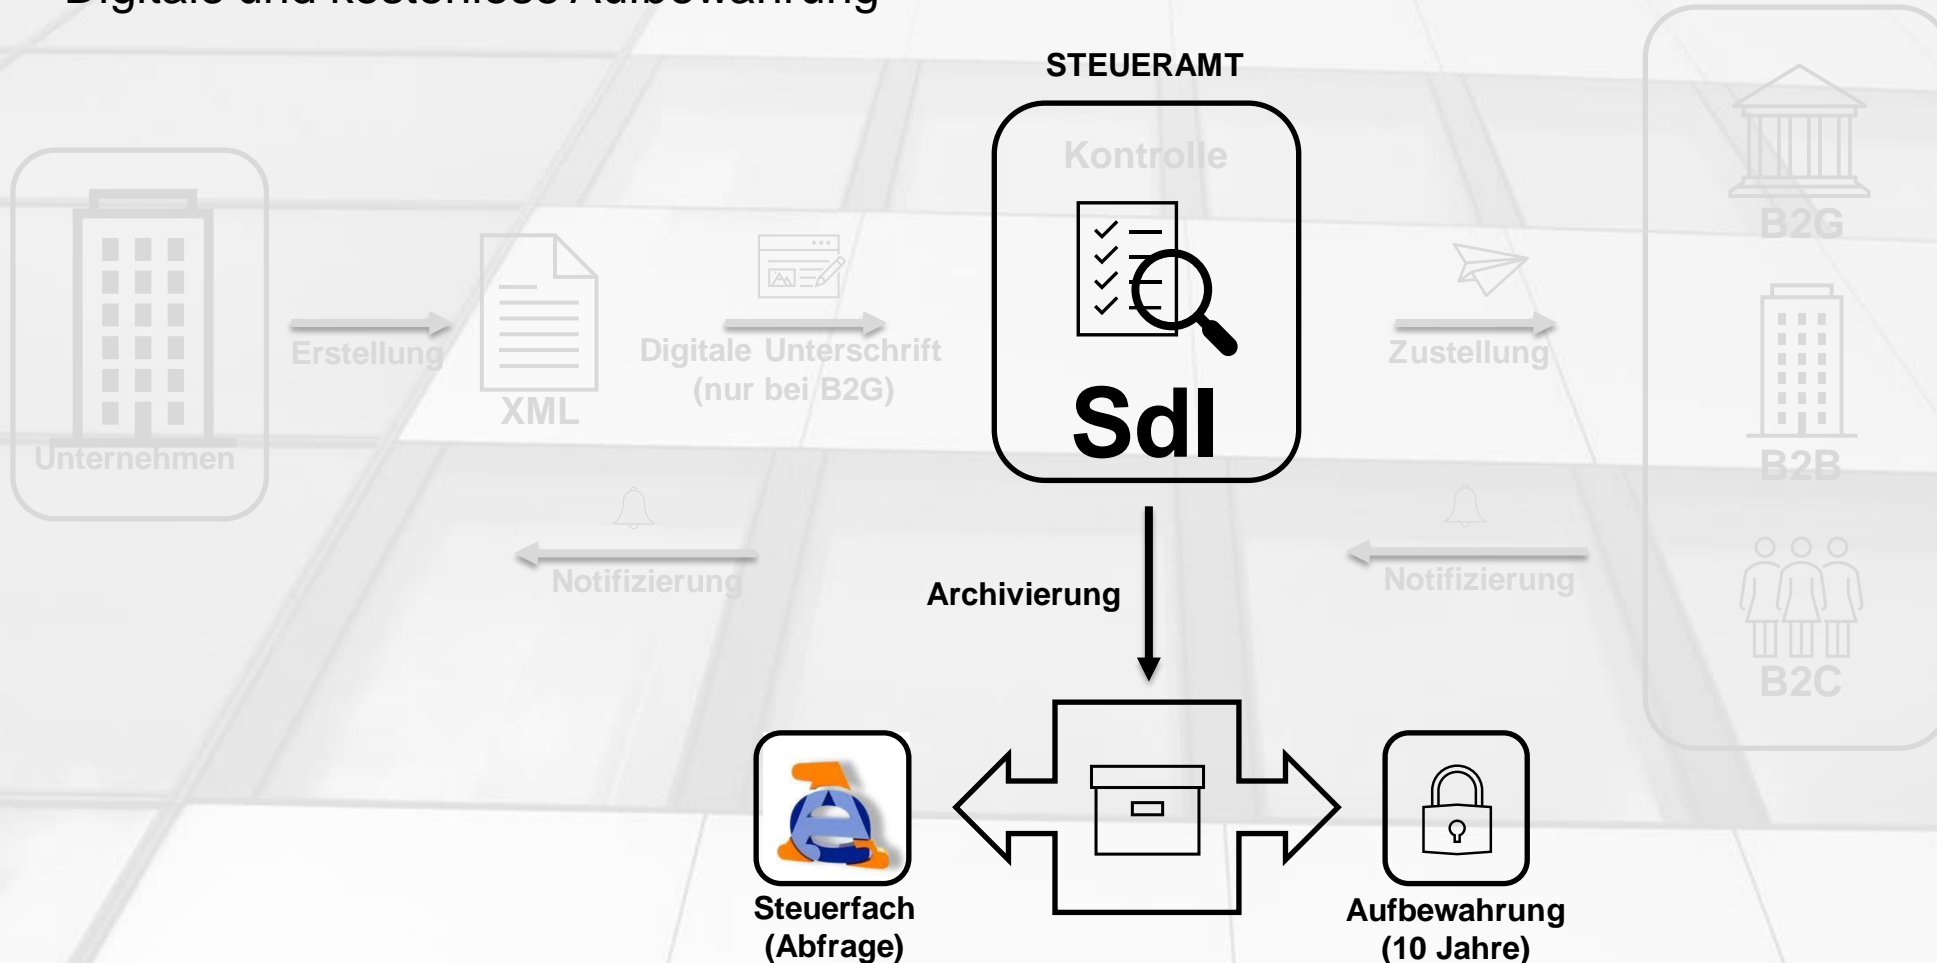 Digitale und kostenlose Aufbewahrung
STEUERAMT
Kontrolle
SdI
Unternehmen
Erstellung
XML
Digitale Unterschrift
(nur bei B2G)
Zustellung
B2G
B2B
B2C
Notifizierung
Notifizierung
Archivierung
Steuerfach
(Abfrage)
Aufbewahrung
(10 Jahre)